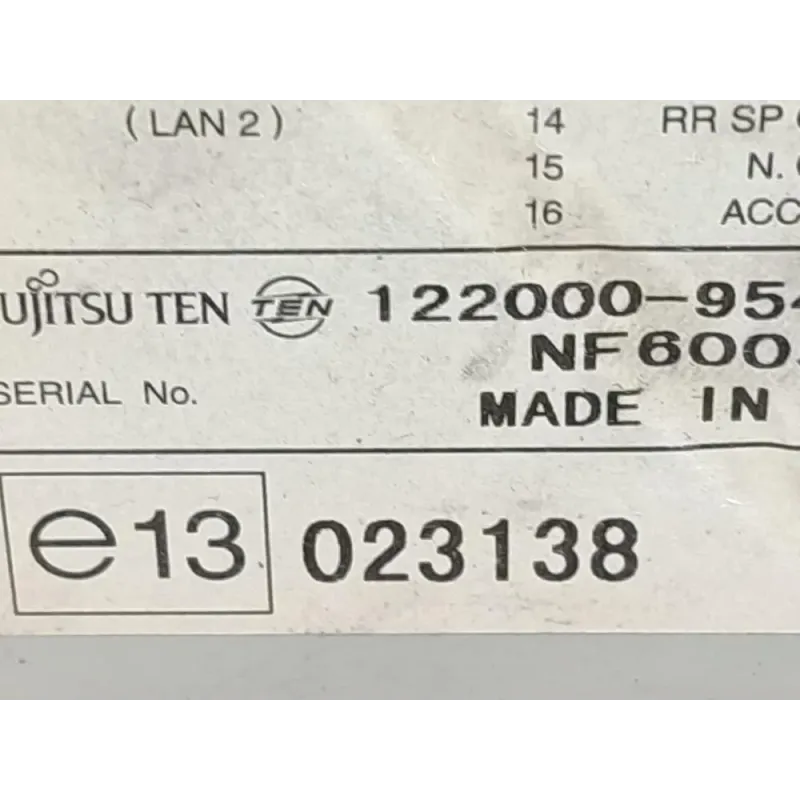 ( LAN 2 ) 14 RR SP
15 N.
16 ACC
UJITSU TEN TEN 122000-954
NF600
SERIAL No.
MADE IN
e13 023138